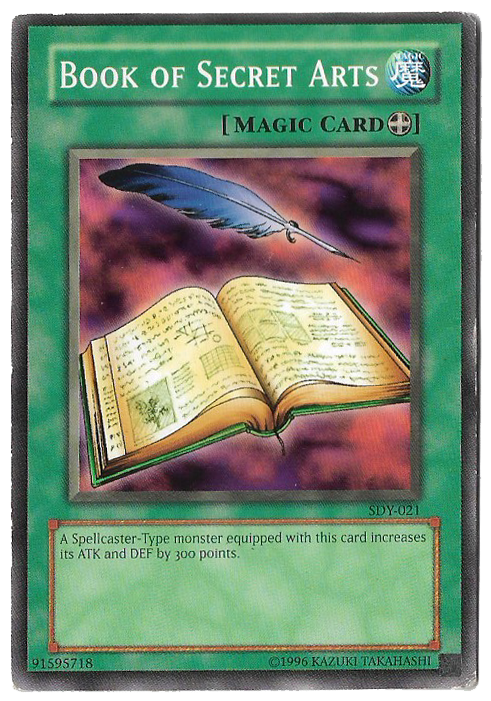 BOOK OF SECRET ARTS
MAGIC
魔
[MAGIC CARD]
SDY-021
A Spellcaster-Type monster equipped with this card increases
its ATK and DEF by 300 points.
91595718
©1996 KAZUKI TAKAHASHI